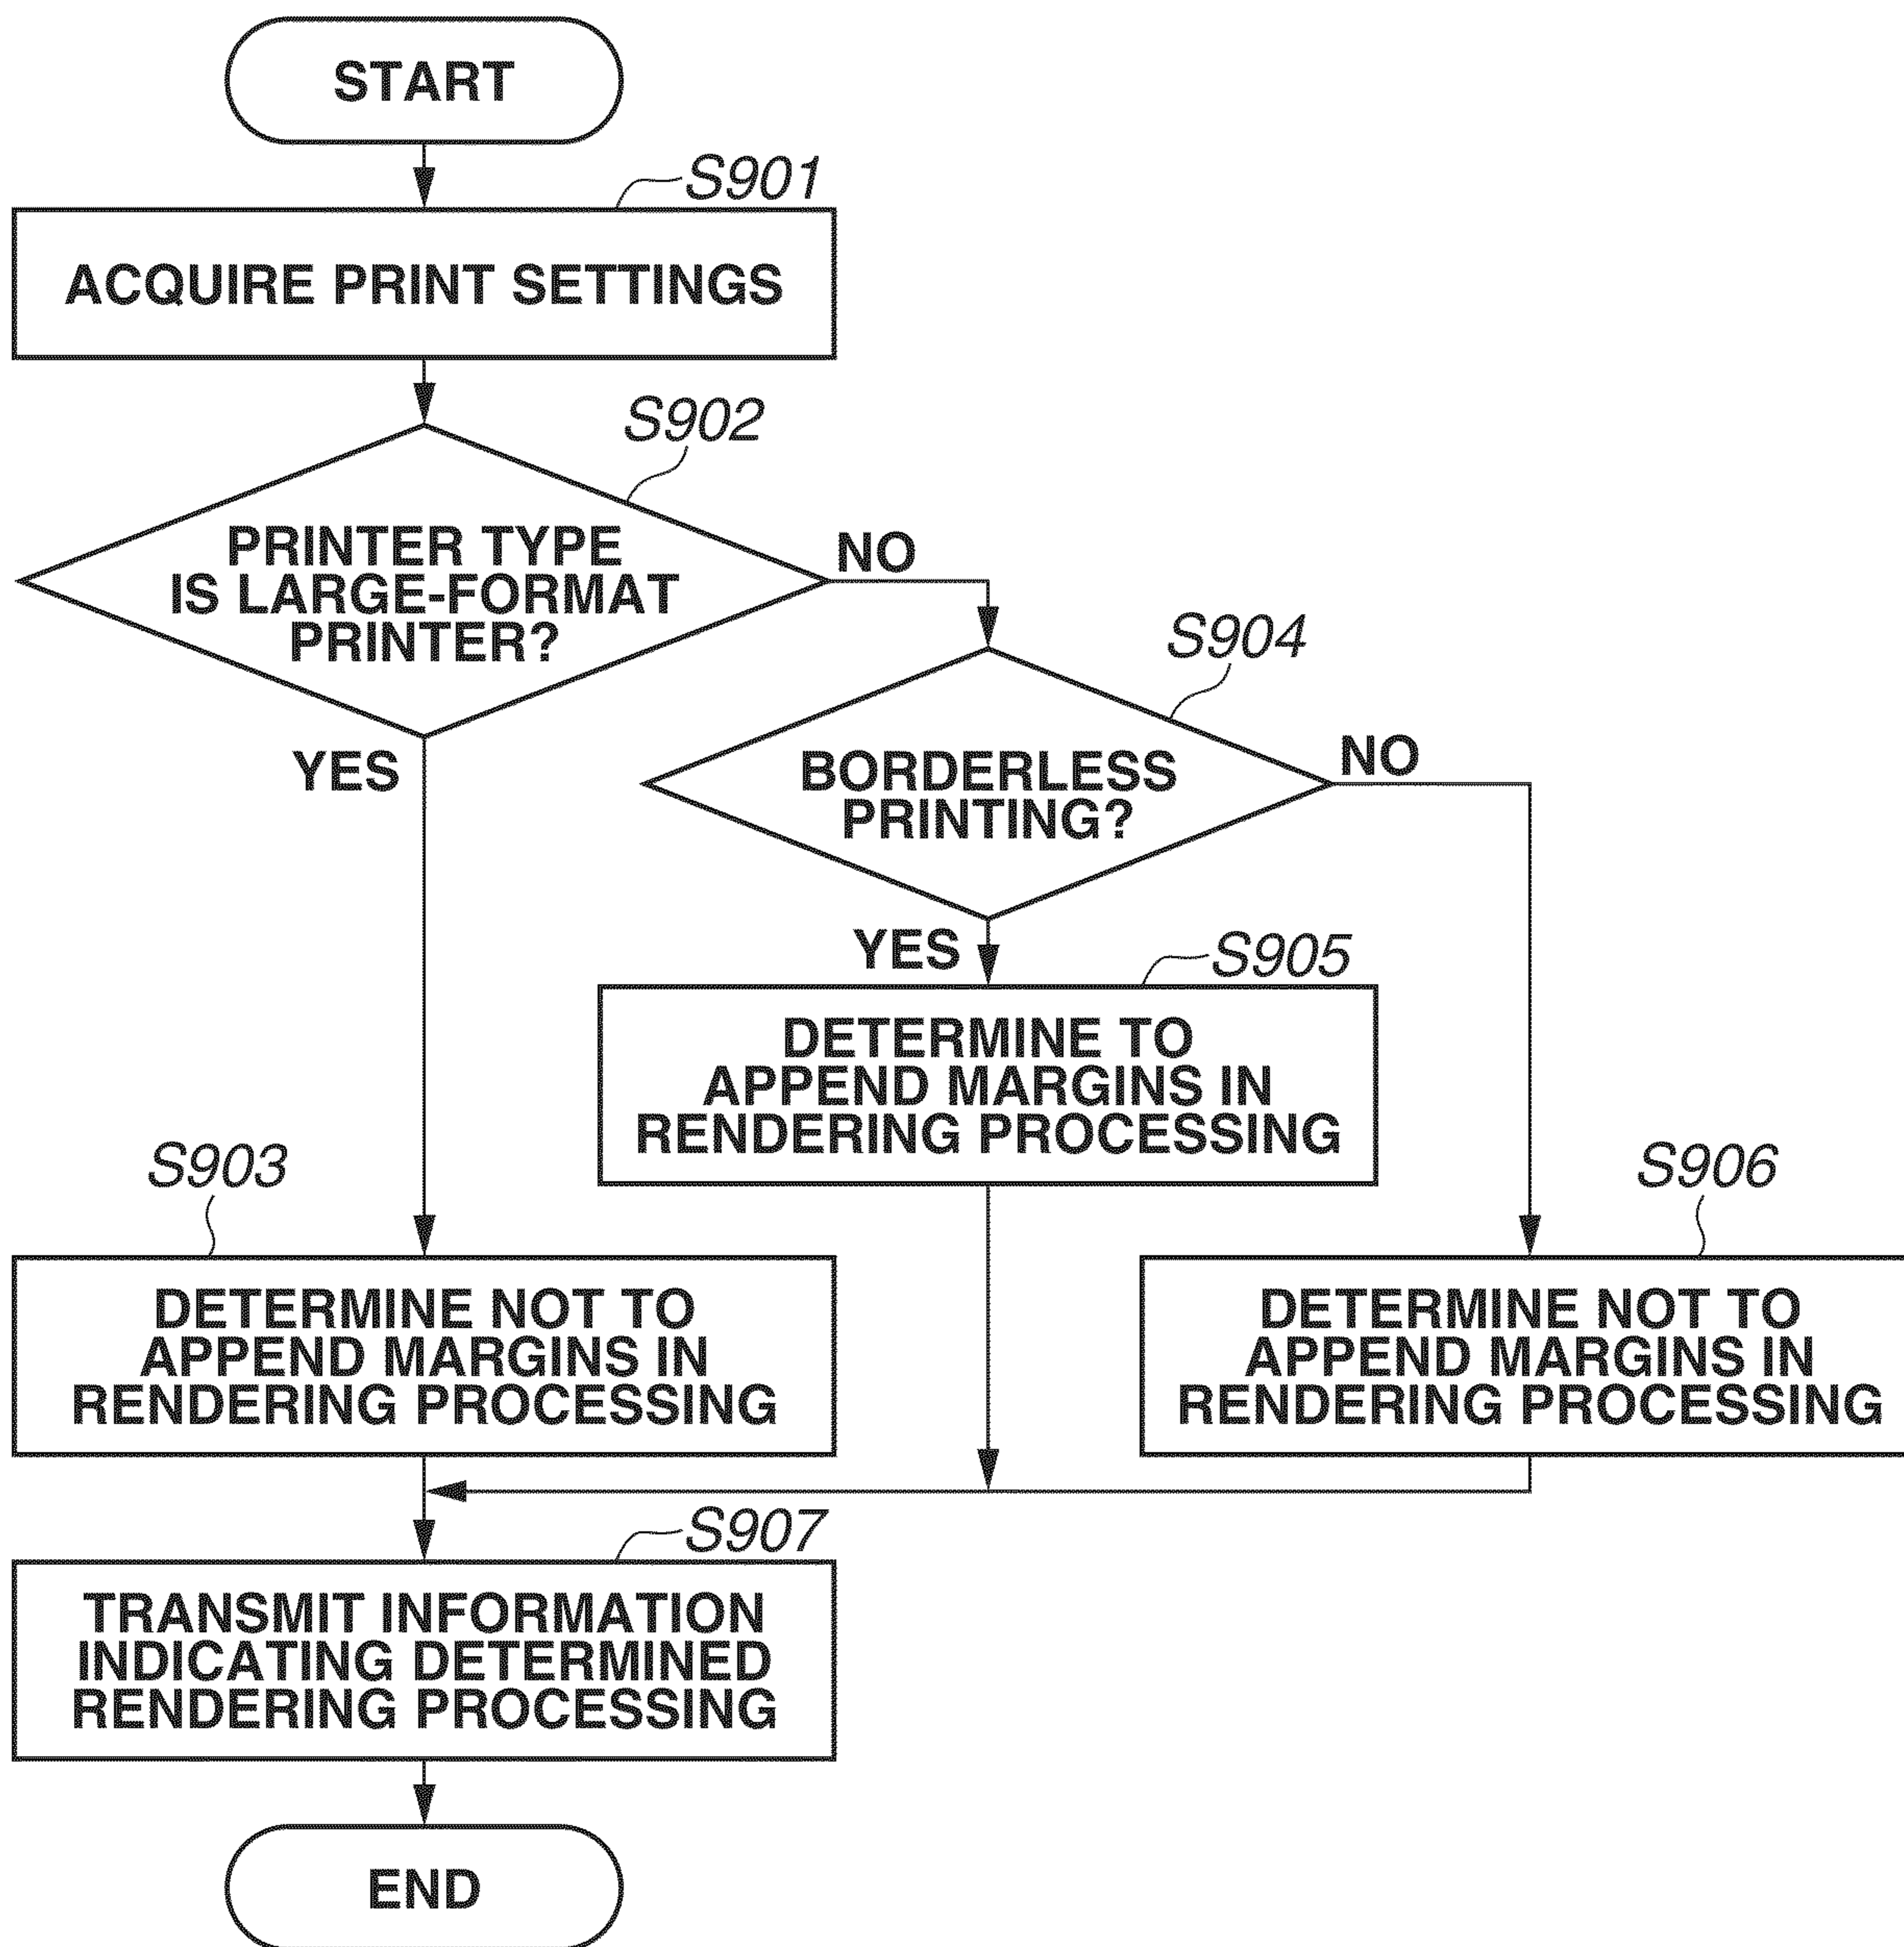 START
S901
ACQUIRE PRINT SETTINGS
S902
PRINTER TYPE
IS LARGE-FORMAT
PRINTER?
NO
YES
S904
BORDERLESS
PRINTING?
NO
YES
S905
DETERMINE TO
APPEND MARGINS IN
RENDERING PROCESSING
S903
DETERMINE NOT TO
APPEND MARGINS IN
RENDERING PROCESSING
S906
DETERMINE NOT TO
APPEND MARGINS IN
RENDERING PROCESSING
S907
TRANSMIT INFORMATION
INDICATING DETERMINED
RENDERING PROCESSING
END